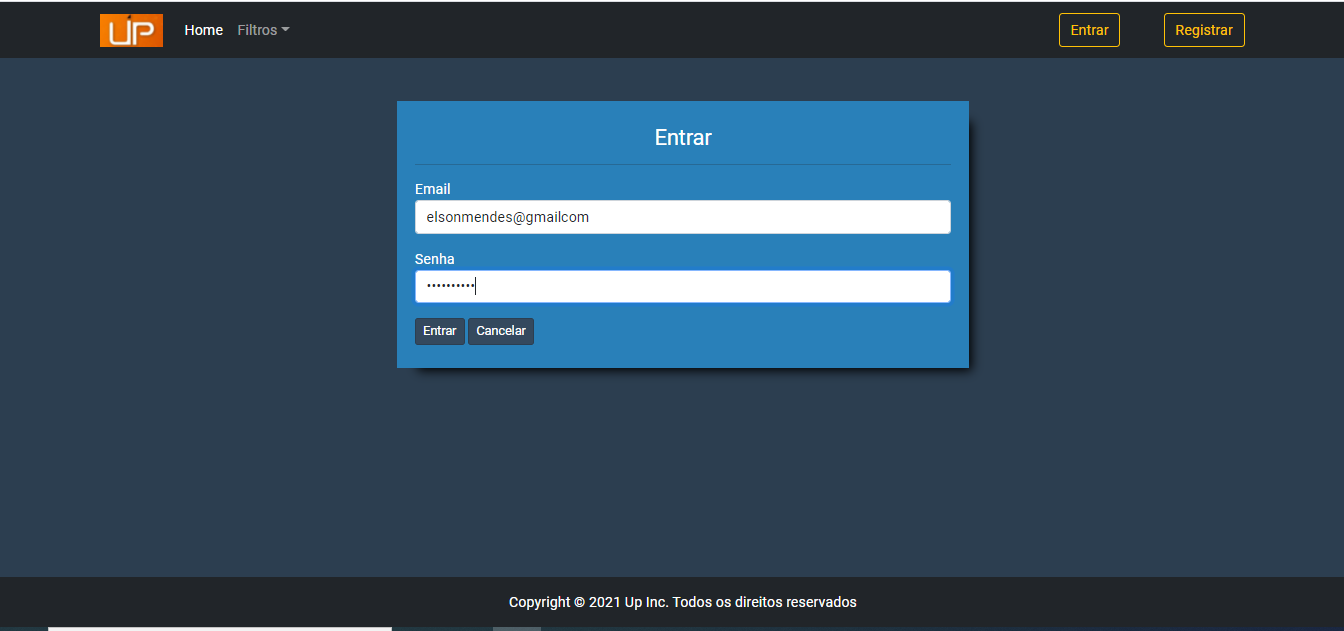 UP Home Filtros Entrar Registrar
Entrar
Email
elsonmendes@gmailcom
Senha
••••••••••
Entrar Cancelar
Copyright © 2021 Up Inc. Todos os direitos reservados